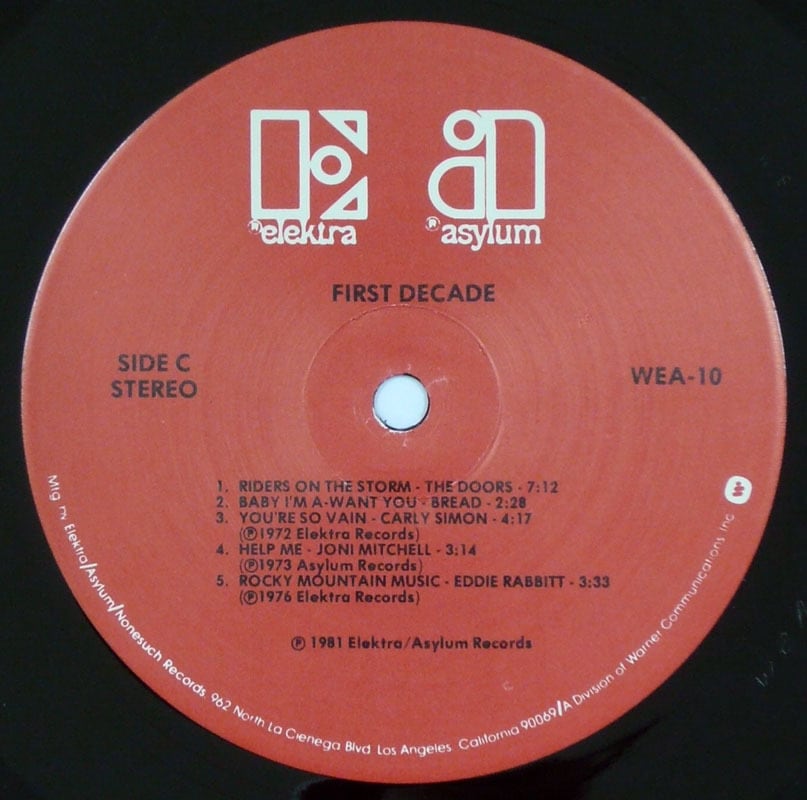 ®elektra ®asylum
FIRST DECADE
SIDE C
STEREO
WEA-10
1. RIDERS ON THE STORM - THE DOORS - 7:12
2. BABY I'M A-WANT YOU - BREAD - 2:28
3. YOU'RE SO VAIN - CARLY SIMON - 4:17
(℗1972 Elektra Records)
4. HELP ME - JONI MITCHELL - 3:14
(℗1973 Asylum Records)
5. ROCKY MOUNTAIN MUSIC - EDDIE RABBITT - 3:33
(℗1976 Elektra Records)
℗ 1981 Elektra/Asylum Records
Mfg by Elektra/Asylum/Nonesuch Records, 962 North La Cienega Blvd. Los Angeles, California 90069/A Division of Warner Communications Inc.